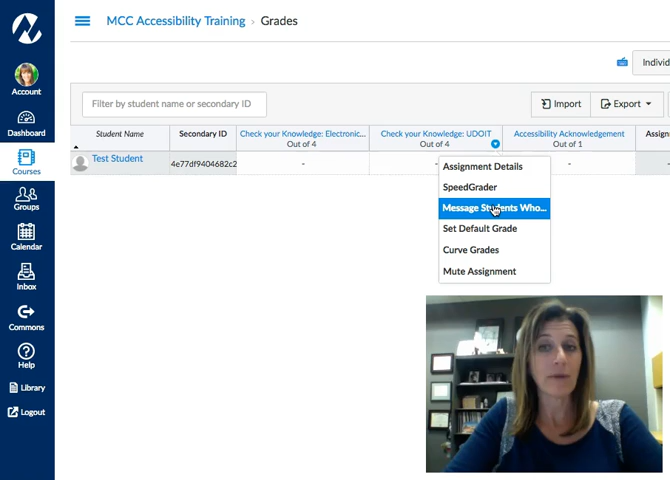 MCC Accessibility Training › Grades
Individ
Account
Filter by student name or secondary ID
Import
Export
Dashboard
Student Name
Secondary ID
Check your Knowledge: Electronic...
Out of 4
Check your Knowledge: UDOIT
Out of 4
Accessibility Acknowledgement
Out of 1
Assign
Courses
Test Student
4e77df9404682c2
-
-
-
Assignment Details
SpeedGrader
Message Students Who...
Set Default Grade
Curve Grades
Mute Assignment
Groups
Calendar
Inbox
Commons
Help
Library
Logout